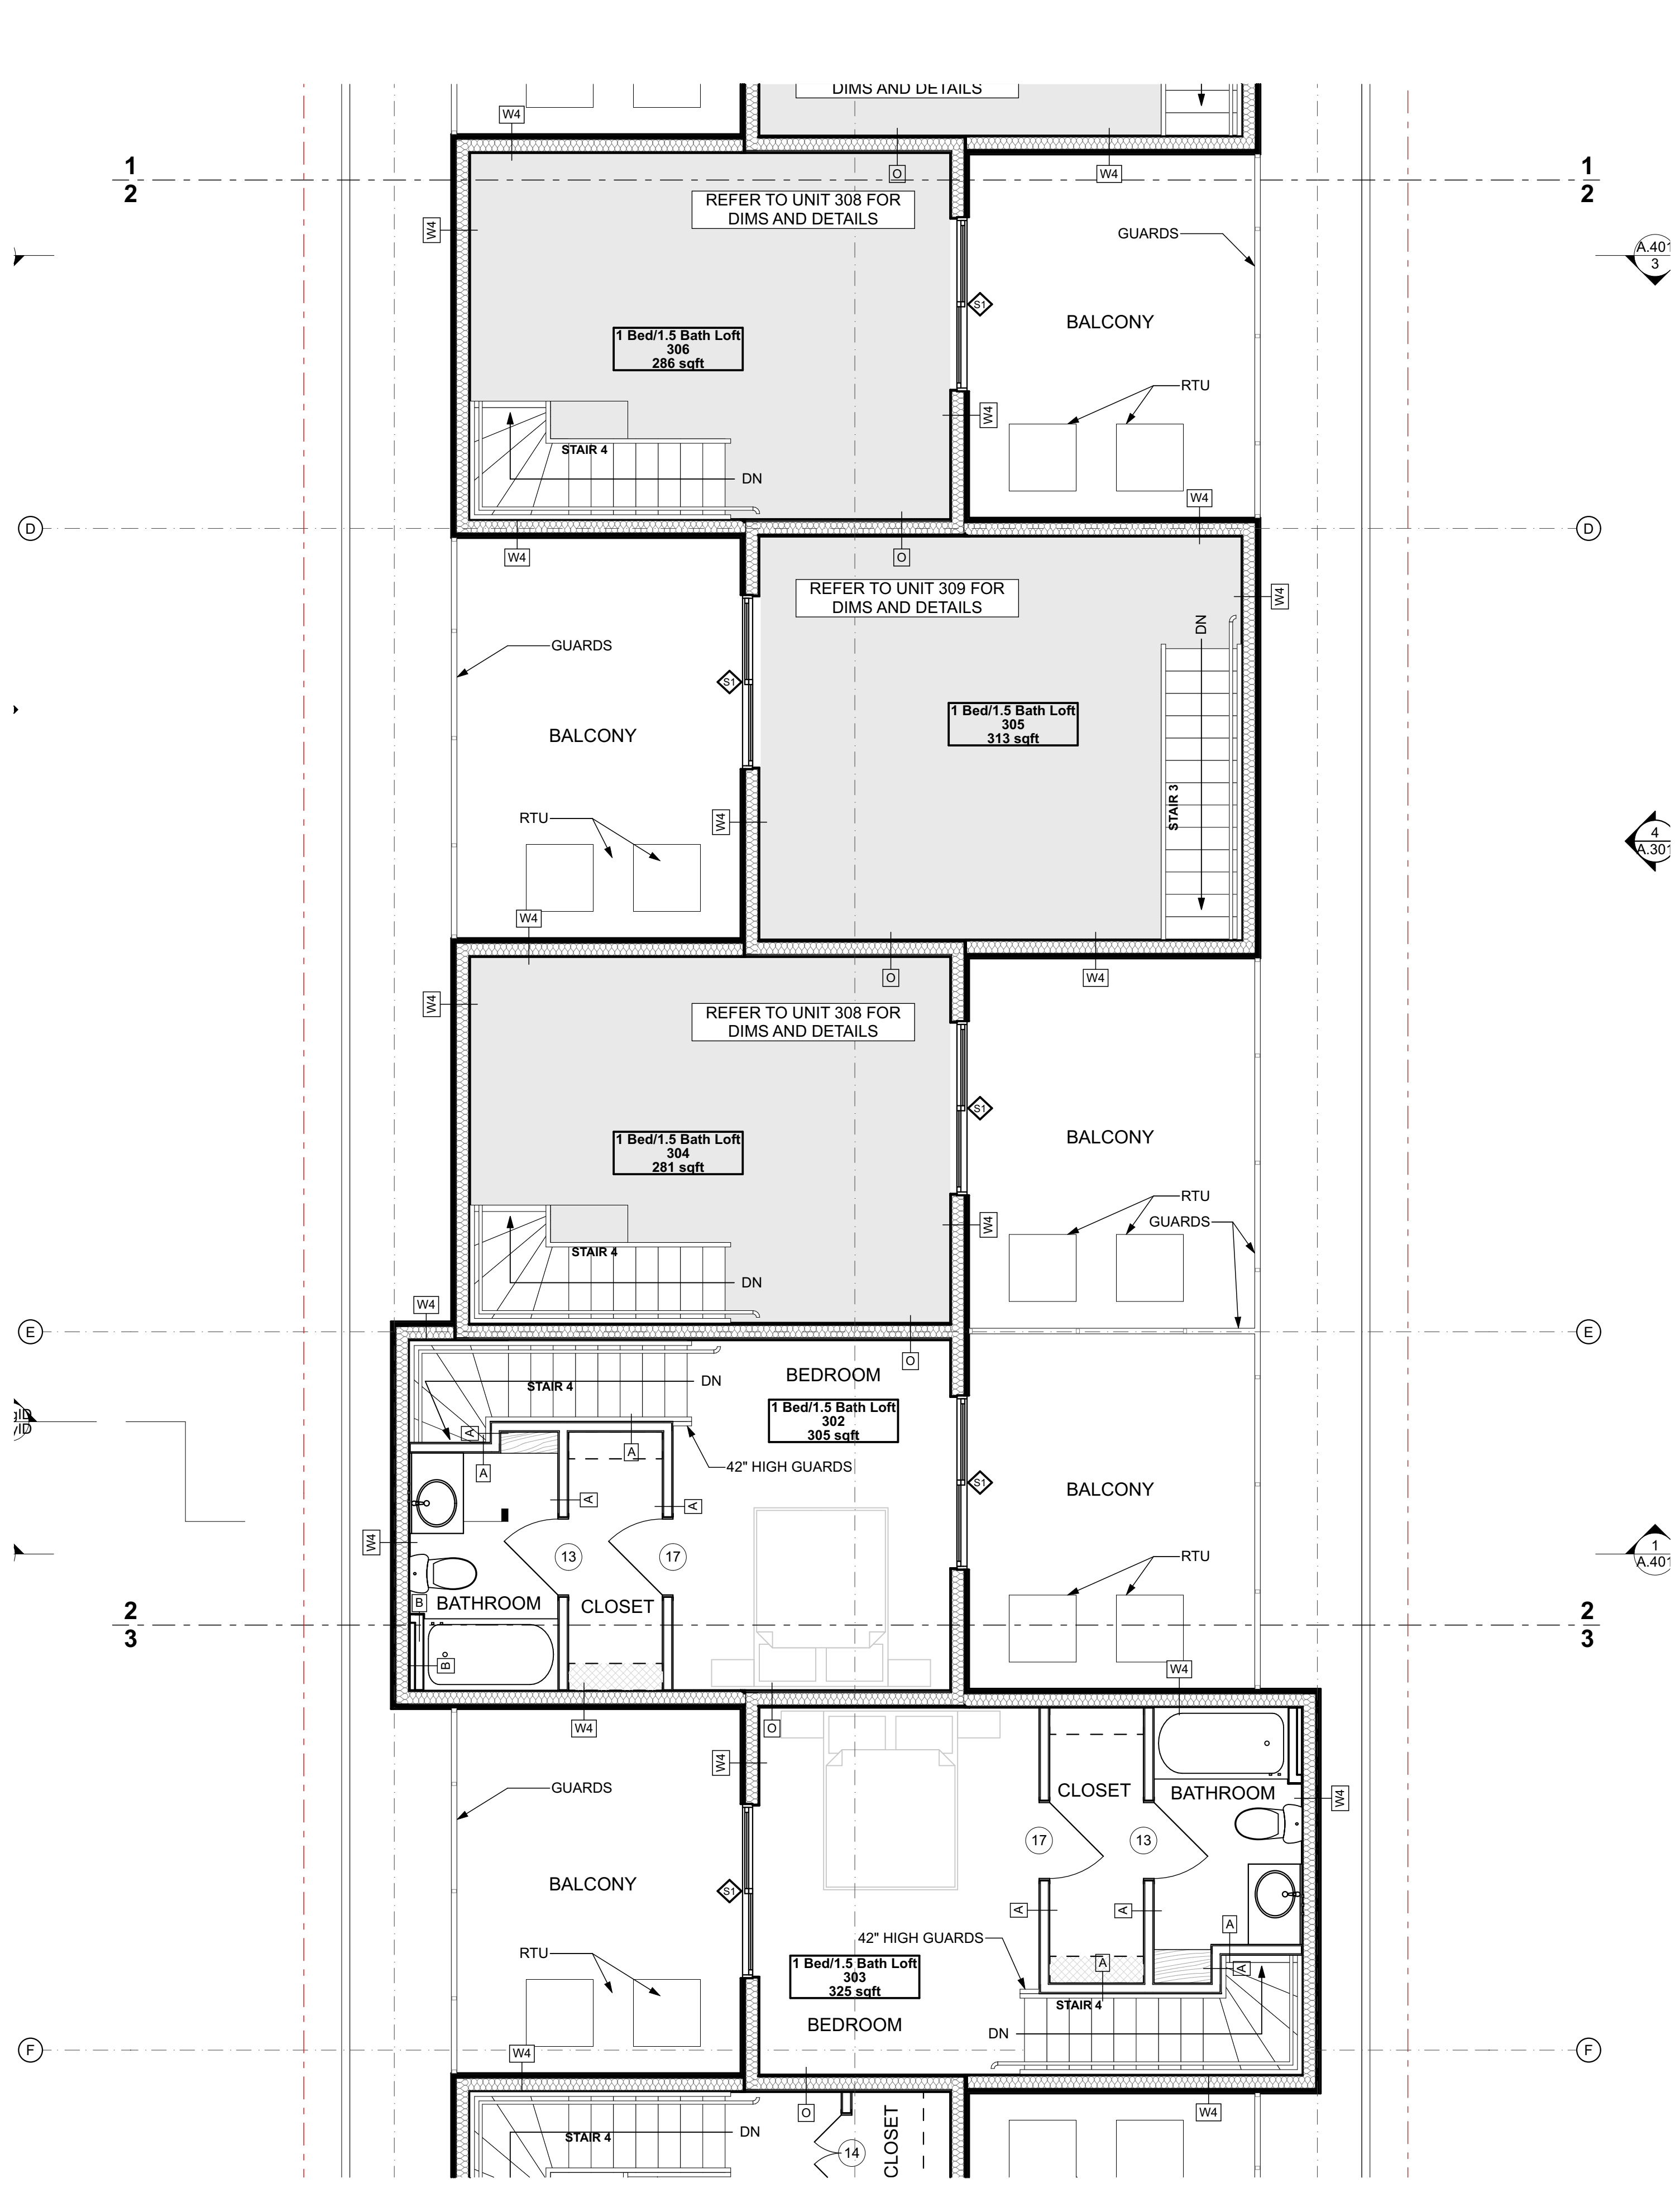 DIMS AND DETAILS
W4
O
W4
1
2
1
2
REFER TO UNIT 308 FOR
DIMS AND DETAILS
W4
GUARDS
A.401
3
S1
BALCONY
1 Bed/1.5 Bath Loft
306
286 sqft
RTU
W4
STAIR 4
DN
W4
D
D
W4
O
REFER TO UNIT 309 FOR
DIMS AND DETAILS
W4
DN
GUARDS
S1
1 Bed/1.5 Bath Loft
305
313 sqft
BALCONY
STAIR 3
RTU
W4
4
A.301
W4
O
W4
W4
REFER TO UNIT 308 FOR
DIMS AND DETAILS
S1
BALCONY
1 Bed/1.5 Bath Loft
304
281 sqft
RTU
GUARDS
W4
STAIR 4
DN
W4
E
E
O
BEDROOM
DN
STAIR 4
1 Bed/1.5 Bath Loft
302
305 sqft
A
A
A
42" HIGH GUARDS
S1
BALCONY
A
A
W4
13
17
RTU
1
A.401
B
BATHROOM
CLOSET
2
3
2
3
B
W4
W4
O
W4
GUARDS
CLOSET
BATHROOM
W4
17
13
BALCONY
S1
A
A
A
42" HIGH GUARDS
RTU
1 Bed/1.5 Bath Loft
303
325 sqft
A
A
STAIR 4
BEDROOM
DN
F
F
W4
O
W4
STAIR 4
DN
14
CLOSET